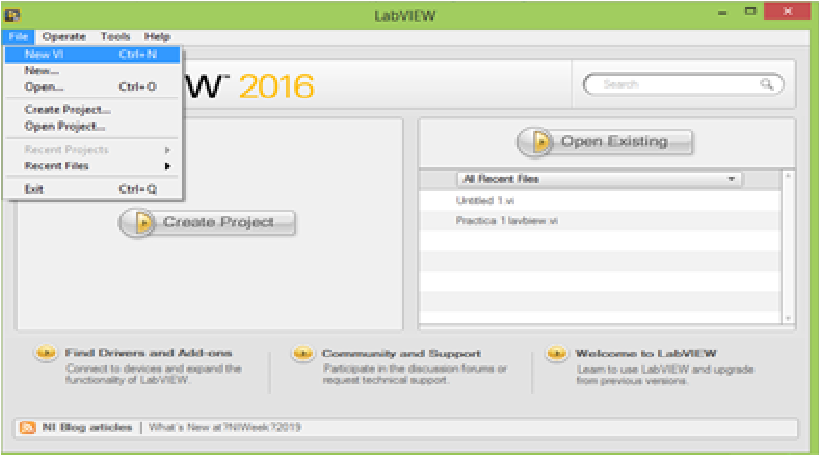 LabVIEW
File Operate Tools Help
New VI Ctrl+N
New...
Open... Ctrl+O
Create Project...
Open Project...
Recent Projects
Recent Files
Exit Ctrl+Q
W™ 2016
Search
Create Project
Open Existing
All Recent Files
Untitled 1.vi
Practica 1 lavbiew.vi
Find Drivers and Add-ons
Connect to devices and expand the
functionality of LabVIEW.
Community and Support
Participate in the discussion forums or
request technical support.
Welcome to LabVIEW
Learn to use LabVIEW and upgrade
from previous versions.
NI Blog articles | What's New at?NIWeek?2019